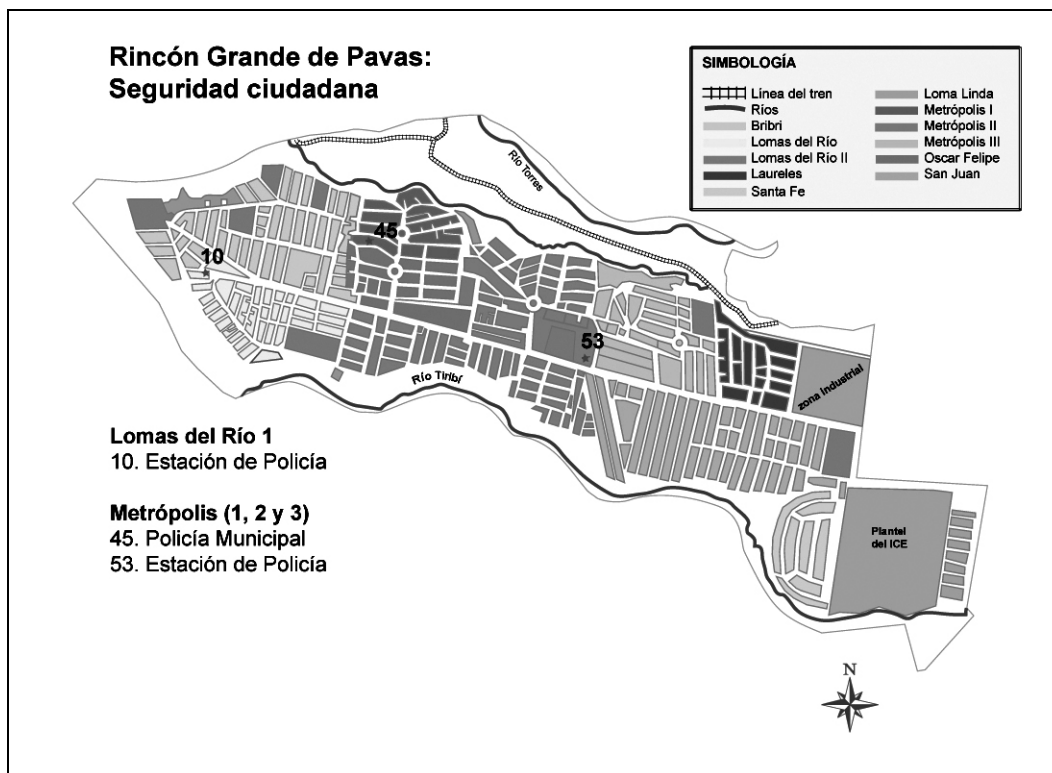 Rincón Grande de Pavas:
Seguridad ciudadana
SIMBOLOGÍA
Línea del tren
Ríos
Bribri
Lomas del Río
Lomas del Río II
Laureles
Santa Fe
Loma Linda
Metrópolis I
Metrópolis II
Metrópolis III
Oscar Felipe
San Juan
Río Torres
45
10
53
Río Tiribí
zona industrial
Lomas del Río 1
10. Estación de Policía
Metrópolis (1, 2 y 3)
45. Policía Municipal
53. Estación de Policía
Plantel
del ICE
N